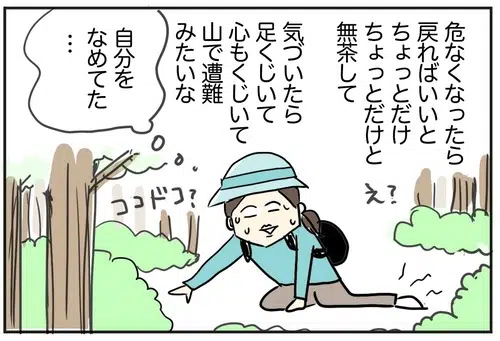 危なくなったら
戻ればいいと
ちょっとだけ
ちょっとだけと
無茶して
気づいたら
足くじいて
心もくじいて
山で遭難
みたいな
自分を
なめてた
…
え?
ココドコ?